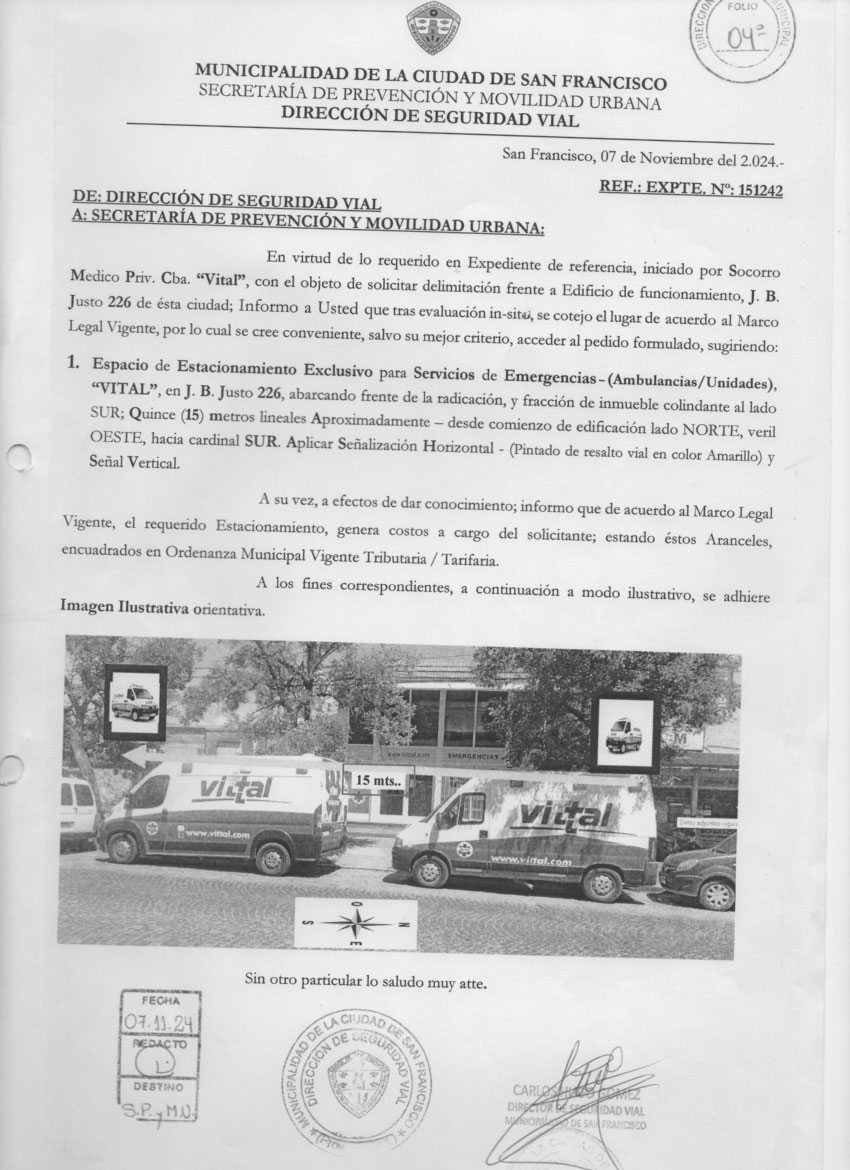 FOLIO
04
MUNICIPALIDAD DE LA CIUDAD DE SAN FRANCISCO
SECRETARÍA DE PREVENCIÓN Y MOVILIDAD URBANA
DIRECCIÓN DE SEGURIDAD VIAL
San Francisco, 07 de Noviembre del 2.024.-
REF.: EXPTE. Nº: 151242
DE: DIRECCIÓN DE SEGURIDAD VIAL
A: SECRETARÍA DE PREVENCIÓN Y MOVILIDAD URBANA:
En virtud de lo requerido en Expediente de referencia, iniciado por Socorro
Medico Priv. Cba. “Vital”, con el objeto de solicitar delimitación frente a Edificio de funcionamiento, J. B.
Justo 226 de ésta ciudad; Informo a Usted que tras evaluación in-situ, se cotejo el lugar de acuerdo al Marco
Legal Vigente, por lo cual se cree conveniente, salvo su mejor criterio, acceder al pedido formulado, sugiriendo:
1. Espacio de Estacionamiento Exclusivo para Servicios de Emergencias – (Ambulancias/Unidades),
“VITAL”, en J. B. Justo 226, abarcando frente de la radicación, y fracción de inmueble colindante al lado
SUR; Quince (15) metros lineales Aproximadamente – desde comienzo de edificación lado NORTE, veril
OESTE, hacia cardinal SUR. Aplicar Señalización Horizontal - (Pintado de resalto vial en color Amarillo) y
Señal Vertical.
A su vez, a efectos de dar conocimiento; informo que de acuerdo al Marco Legal
Vigente, el requerido Estacionamiento, genera costos a cargo del solicitante; estando éstos Aranceles,
encuadrados en Ordenanza Municipal Vigente Tributaria / Tarifaria.
A los fines correspondientes, a continuación a modo ilustrativo, se adhiere
Imagen Ilustrativa orientativa.
www.vittal.com EMERGENCIAS
M
15 mts..
vittal
www.vittal.com
vittal
www.vittal.com
O
S N
E
Sin otro particular lo saludo muy atte.
FECHA
07.11.24
REDACTO
DESTINO
S.P. y M.U.
MUNICIPALIDAD DE LA CIUDAD DE SAN FRANCISCO
DIRECCION DE SEGURIDAD VIAL
CARLOS GOMEZ
DIRECTOR DE SEGURIDAD VIAL
MUNICIPALIDAD DE SAN FRANCISCO